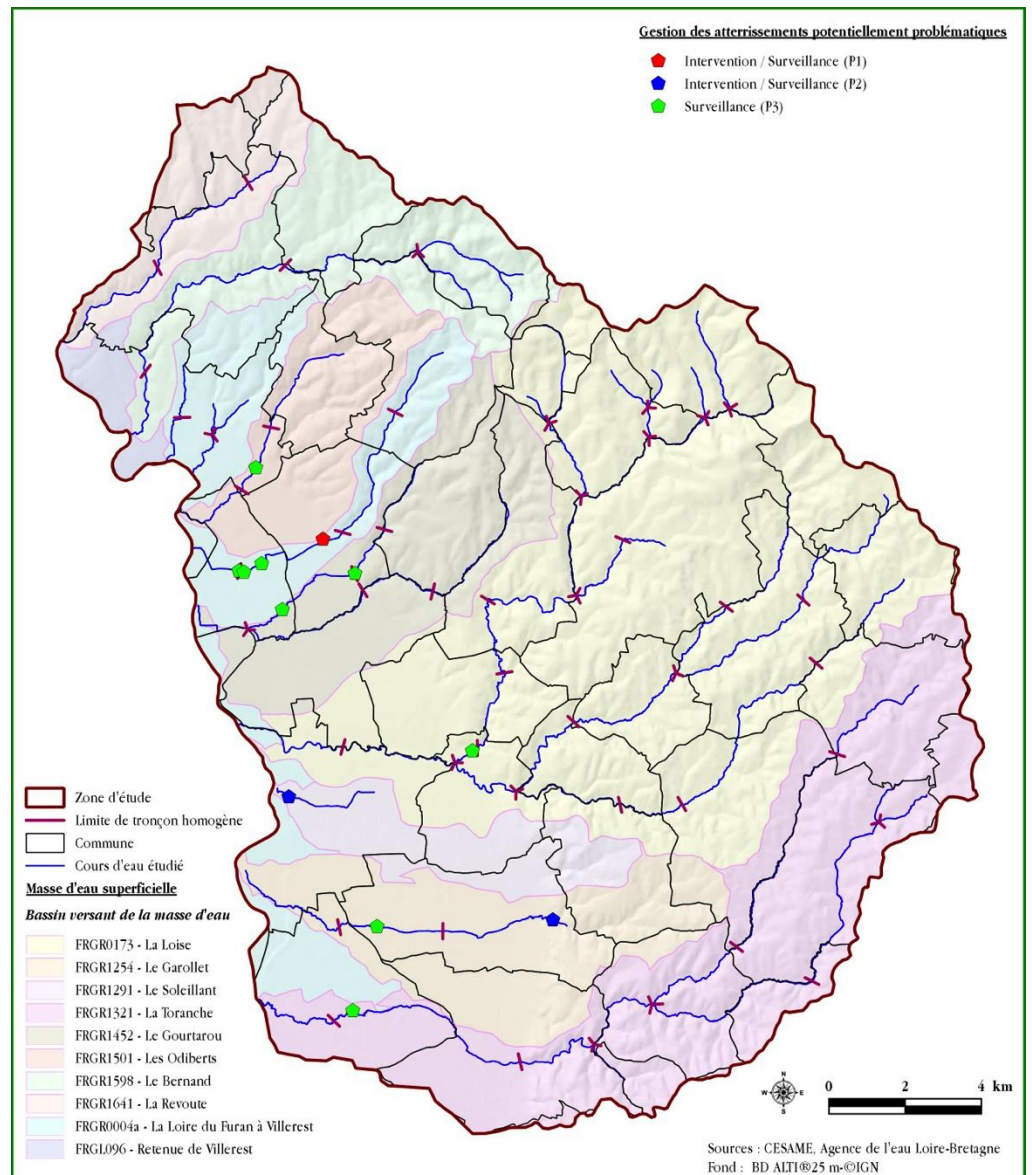 Gestion des atterrissements potentiellement problématiques
Intervention / Surveillance (P1)
Intervention / Surveillance (P2)
Surveillance (P3)
Zone d'étude
Limite de tronçon homogène
Commune
Cours d'eau étudié
Masse d'eau superficielle
Bassin versant de la masse d'eau
FRGR0173 - La Loise
FRGR1254 - Le Garollet
FRGR1291 - Le Soleillant
FRGR1321 - La Toranche
FRGR1452 - Le Gourtarou
FRGR1501 - Les Odiberts
FRGR1598 - Le Bernand
FRGR1641 - La Revoute
FRGR0004a - La Loire du Furan à Villerest
FRGL096 - Retenue de Villerest
N
W E
S
0 2 4 km
Sources : CESAME, Agence de l'eau Loire-Bretagne
Fond : BD ALTI®25 m-©IGN